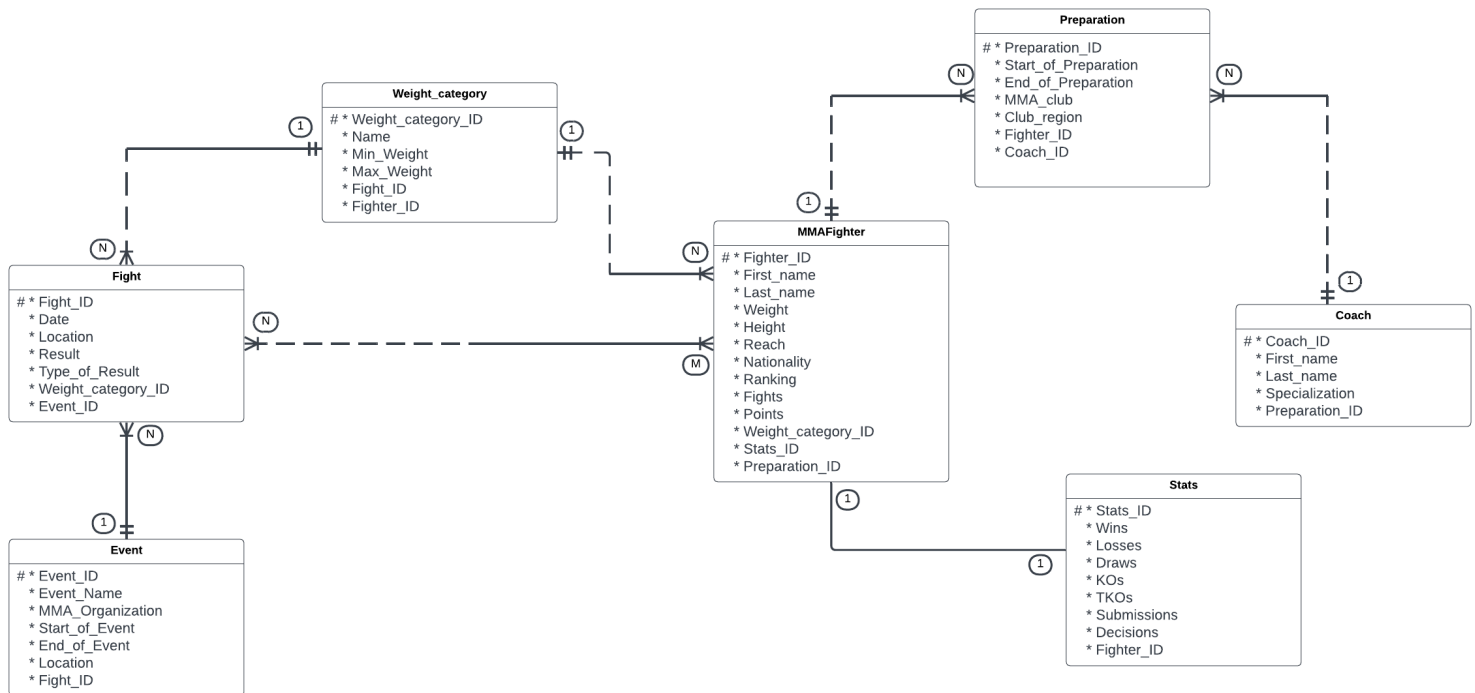 Preparation
# * Preparation_ID
* Start_of_Preparation
* End_of_Preparation
* MMA_club
* Club_region
* Fighter_ID
* Coach_ID
N
N
Weight_category
# * Weight_category_ID
* Name
* Min_Weight
* Max_Weight
* Fight_ID
* Fighter_ID
1
1
1
N
N
MMAFighter
# * Fighter_ID
* First_name
* Last_name
* Weight
* Height
* Reach
* Nationality
* Ranking
* Fights
* Points
* Weight_category_ID
* Stats_ID
* Preparation_ID
Fight
# * Fight_ID
* Date
* Location
* Result
* Type_of_Result
* Weight_category_ID
* Event_ID
N
M
1
Coach
# * Coach_ID
* First_name
* Last_name
* Specialization
* Preparation_ID
N
1
1
1
Stats
# * Stats_ID
* Wins
* Losses
* Draws
* KOs
* TKOs
* Submissions
* Decisions
* Fighter_ID
Event
# * Event_ID
* Event_Name
* MMA_Organization
* Start_of_Event
* End_of_Event
* Location
* Fight_ID